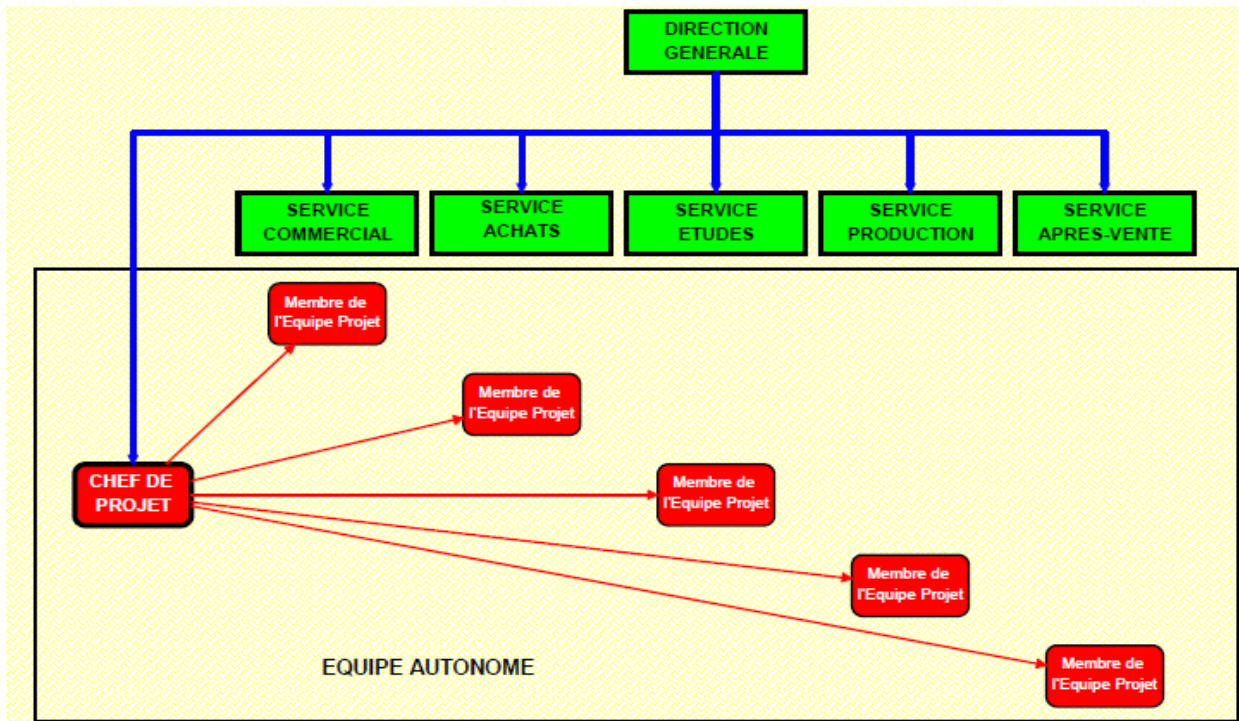 DIRECTION
GENERALE
SERVICE
COMMERCIAL
SERVICE
ACHATS
SERVICE
ETUDES
SERVICE
PRODUCTION
SERVICE
APRES-VENTE
Membre de
l'Equipe Projet
Membre de
l'Equipe Projet
CHEF DE
PROJET
Membre de
l'Equipe Projet
Membre de
l'Equipe Projet
Membre de
l'Equipe Projet
EQUIPE AUTONOME